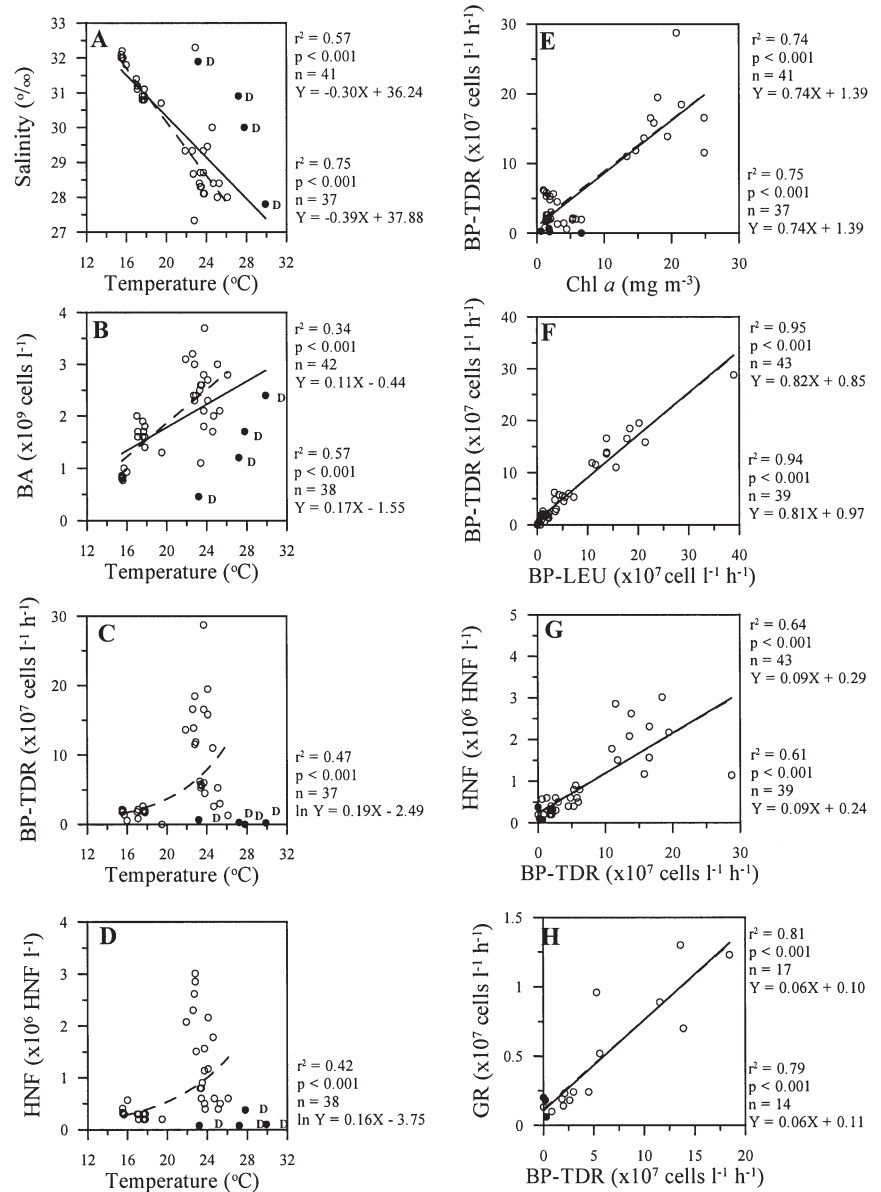 A
Salinity (º/₀₀)
33
32
31
30
29
28
27
12 16 20 24 28 32
Temperature (ºC)
D
D
D
D
r² = 0.57
p < 0.001
n = 41
Y = -0.30X + 36.24
r² = 0.75
p < 0.001
n = 37
Y = -0.39X + 37.88
B
BA (x10⁹ cells l⁻¹)
4
3
2
1
0
12 16 20 24 28 32
Temperature (ºC)
D
D
D
D
r² = 0.34
p < 0.001
n = 42
Y = 0.11X - 0.44
r² = 0.57
p < 0.001
n = 38
Y = 0.17X - 1.55
C
BP-TDR (x10⁷ cells l⁻¹ h⁻¹)
30
20
10
0
12 16 20 24 28 32
Temperature (ºC)
D D D D
r² = 0.47
p < 0.001
n = 37
ln Y = 0.19X - 2.49
D
HNF (x10⁶ HNF l⁻¹)
4
3
2
1
0
12 16 20 24 28 32
Temperature (ºC)
D
D D D
r² = 0.42
p < 0.001
n = 38
ln Y = 0.16X - 3.75
E
BP-TDR (x10⁷ cells l⁻¹ h⁻¹)
30
20
10
0
0 10 20 30
Chl a (mg m⁻³)
r² = 0.74
p < 0.001
n = 41
Y = 0.74X + 1.39
r² = 0.75
p < 0.001
n = 37
Y = 0.74X + 1.39
F
BP-TDR (x10⁷ cells l⁻¹ h⁻¹)
40
30
20
10
0
0 10 20 30 40
BP-LEU (x10⁷ cell l⁻¹ h⁻¹)
r² = 0.95
p < 0.001
n = 43
Y = 0.82X + 0.85
r² = 0.94
p < 0.001
n = 39
Y = 0.81X + 0.97
G
HNF (x10⁶ HNF l⁻¹)
5
4
3
2
1
0
0 10 20 30
BP-TDR (x10⁷ cells l⁻¹ h⁻¹)
r² = 0.64
p < 0.001
n = 43
Y = 0.09X + 0.29
r² = 0.61
p < 0.001
n = 39
Y = 0.09X + 0.24
H
GR (x10⁷ cells l⁻¹ h⁻¹)
1.5
1
0.5
0
0 5 10 15 20
BP-TDR (x10⁷ cells l⁻¹ h⁻¹)
r² = 0.81
p < 0.001
n = 17
Y = 0.06X + 0.10
r² = 0.79
p < 0.001
n = 14
Y = 0.06X + 0.11